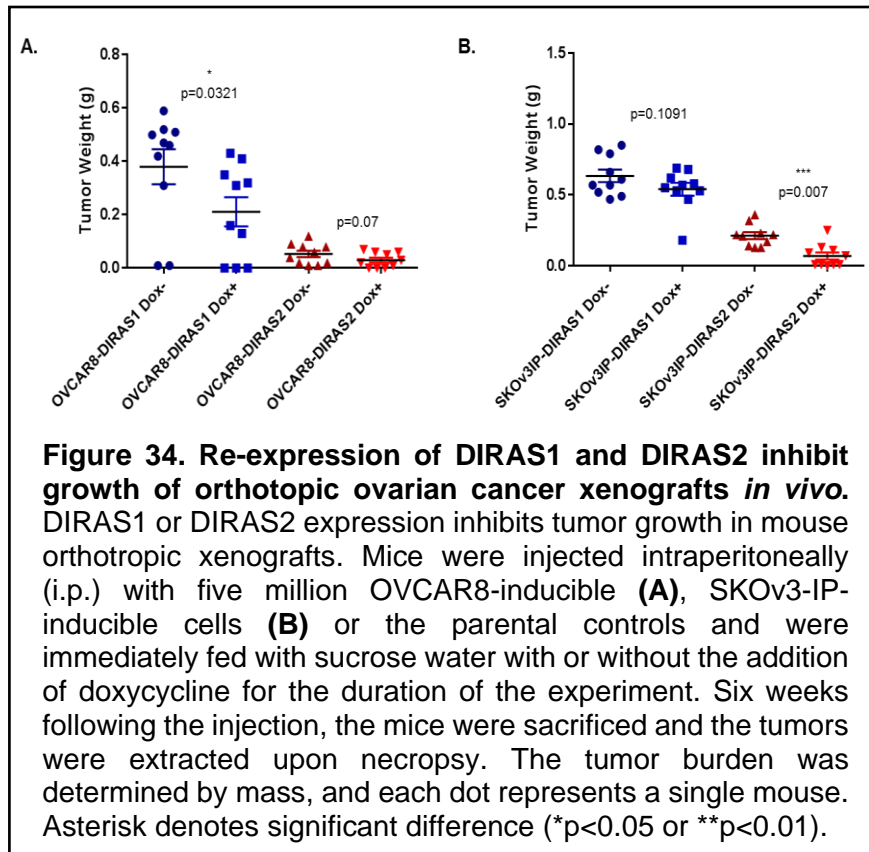 A.
Tumor Weight (g)
0.8
0.6
0.4
0.2
0.0
*
p=0.0321
p=0.07
OVCAR8-DIRAS1 Dox-
OVCAR8-DIRAS1 Dox+
OVCAR8-DIRAS2 Dox-
OVCAR8-DIRAS2 Dox+
B.
Tumor Weight (g)
1.5
1.0
0.5
0.0
p=0.1091
***
p=0.007
SKOv3IP-DIRAS1 Dox-
SKOv3IP-DIRAS1 Dox+
SKOv3IP-DIRAS2 Dox-
SKOv3IP-DIRAS2 Dox+
Figure 34. Re-expression of DIRAS1 and DIRAS2 inhibit
growth of orthotopic ovarian cancer xenografts in vivo.
DIRAS1 or DIRAS2 expression inhibits tumor growth in mouse
orthotropic xenografts. Mice were injected intraperitoneally
(i.p.) with five million OVCAR8-inducible (A), SKOv3-IP-
inducible cells (B) or the parental controls and were
immediately fed with sucrose water with or without the addition
of doxycycline for the duration of the experiment. Six weeks
following the injection, the mice were sacrificed and the tumors
were extracted upon necropsy. The tumor burden was
determined by mass, and each dot represents a single mouse.
Asterisk denotes significant difference (*p<0.05 or **p<0.01).